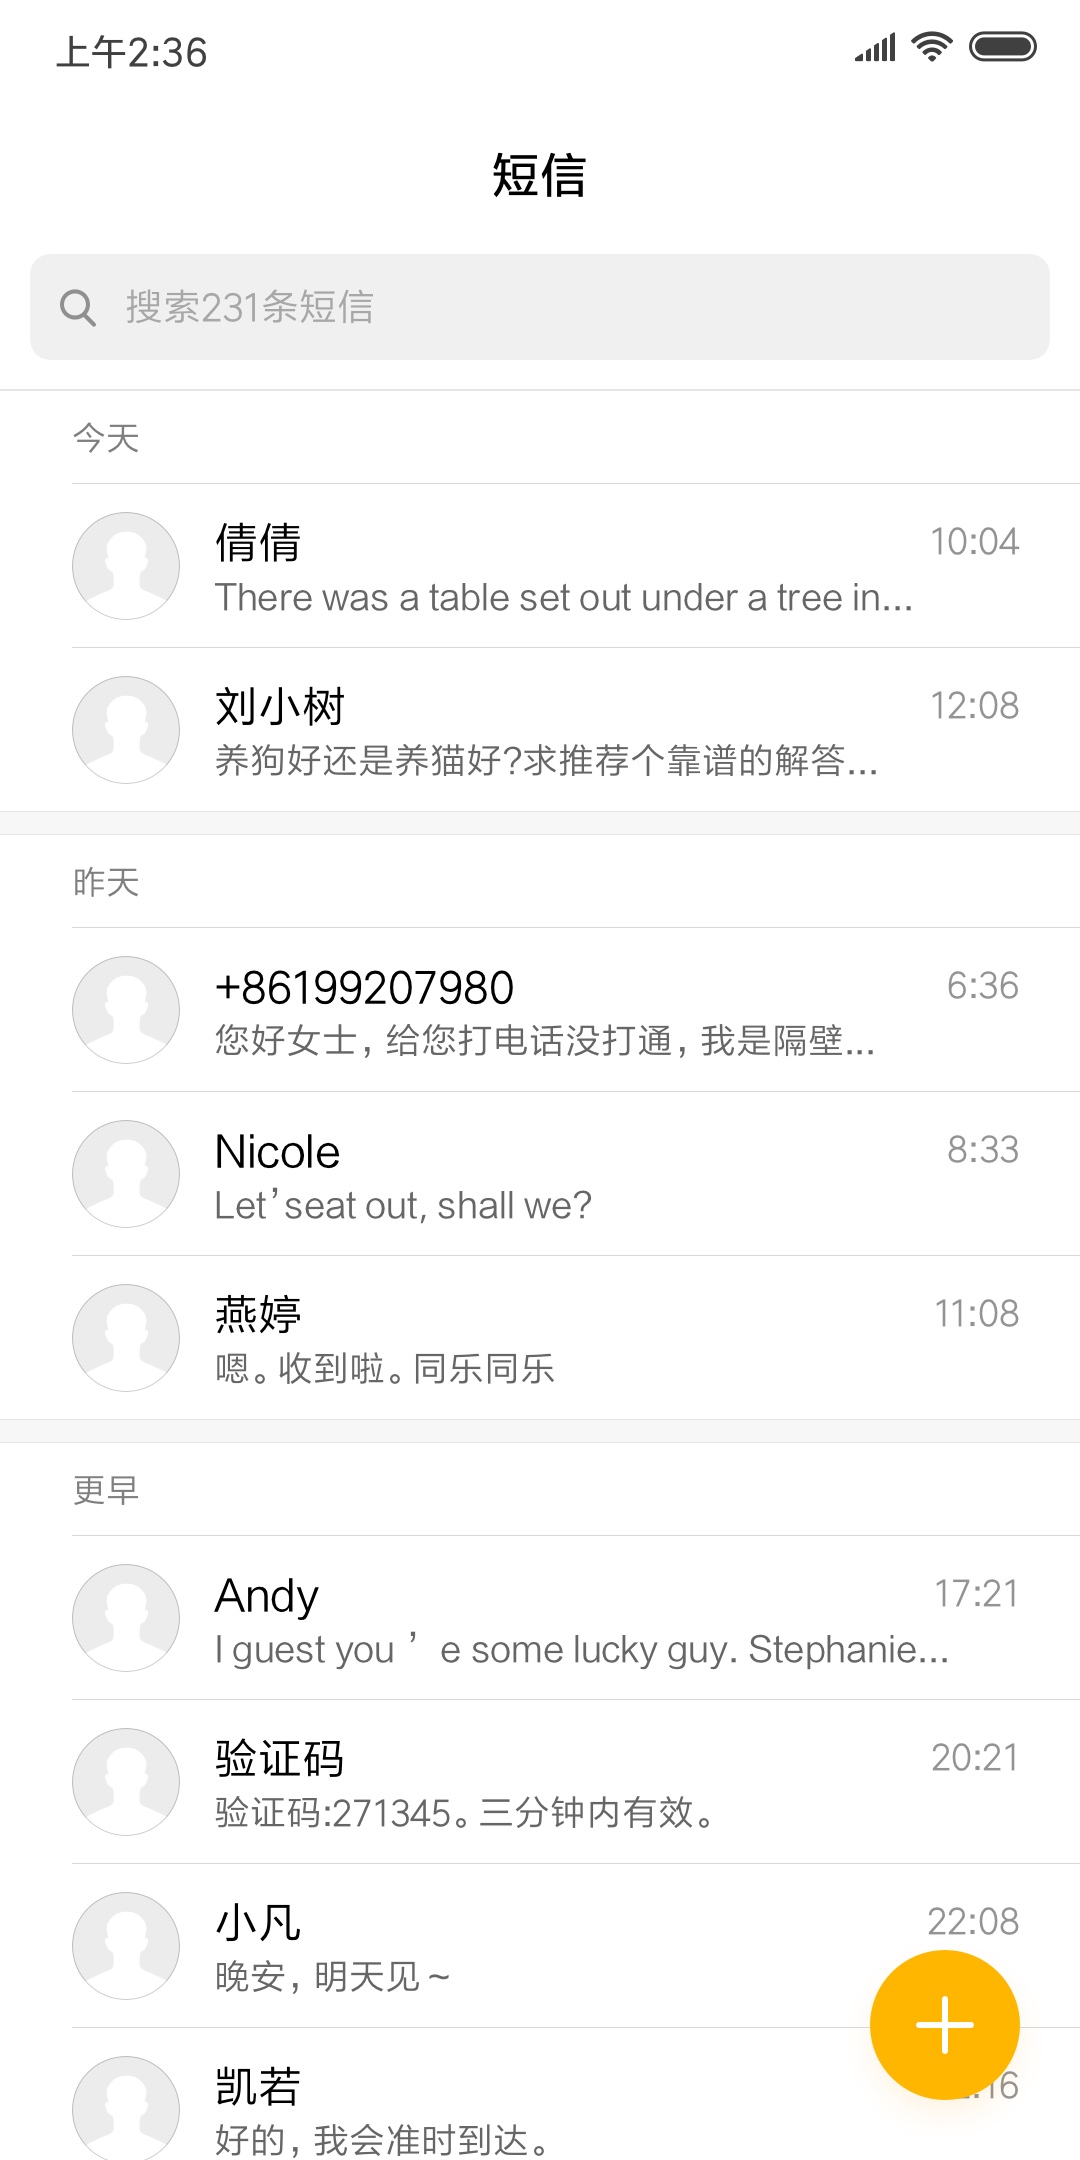 上午2:36
短信
搜索231条短信
今天
倩倩 10:04
There was a table set out under a tree in...
刘小树 12:08
养狗好还是养猫好?求推荐个靠谱的解答...
昨天
+86199207980 6:36
您好女士，给您打电话没打通，我是隔壁...
Nicole 8:33
Let’seat out, shall we?
燕婷 11:08
嗯。收到啦。同乐同乐
更早
Andy 17:21
I guest you ’ e some lucky guy. Stephanie...
验证码 20:21
验证码:271345。三分钟内有效。
小凡 22:08
晚安，明天见～
凯若
好的，我会准时到达。